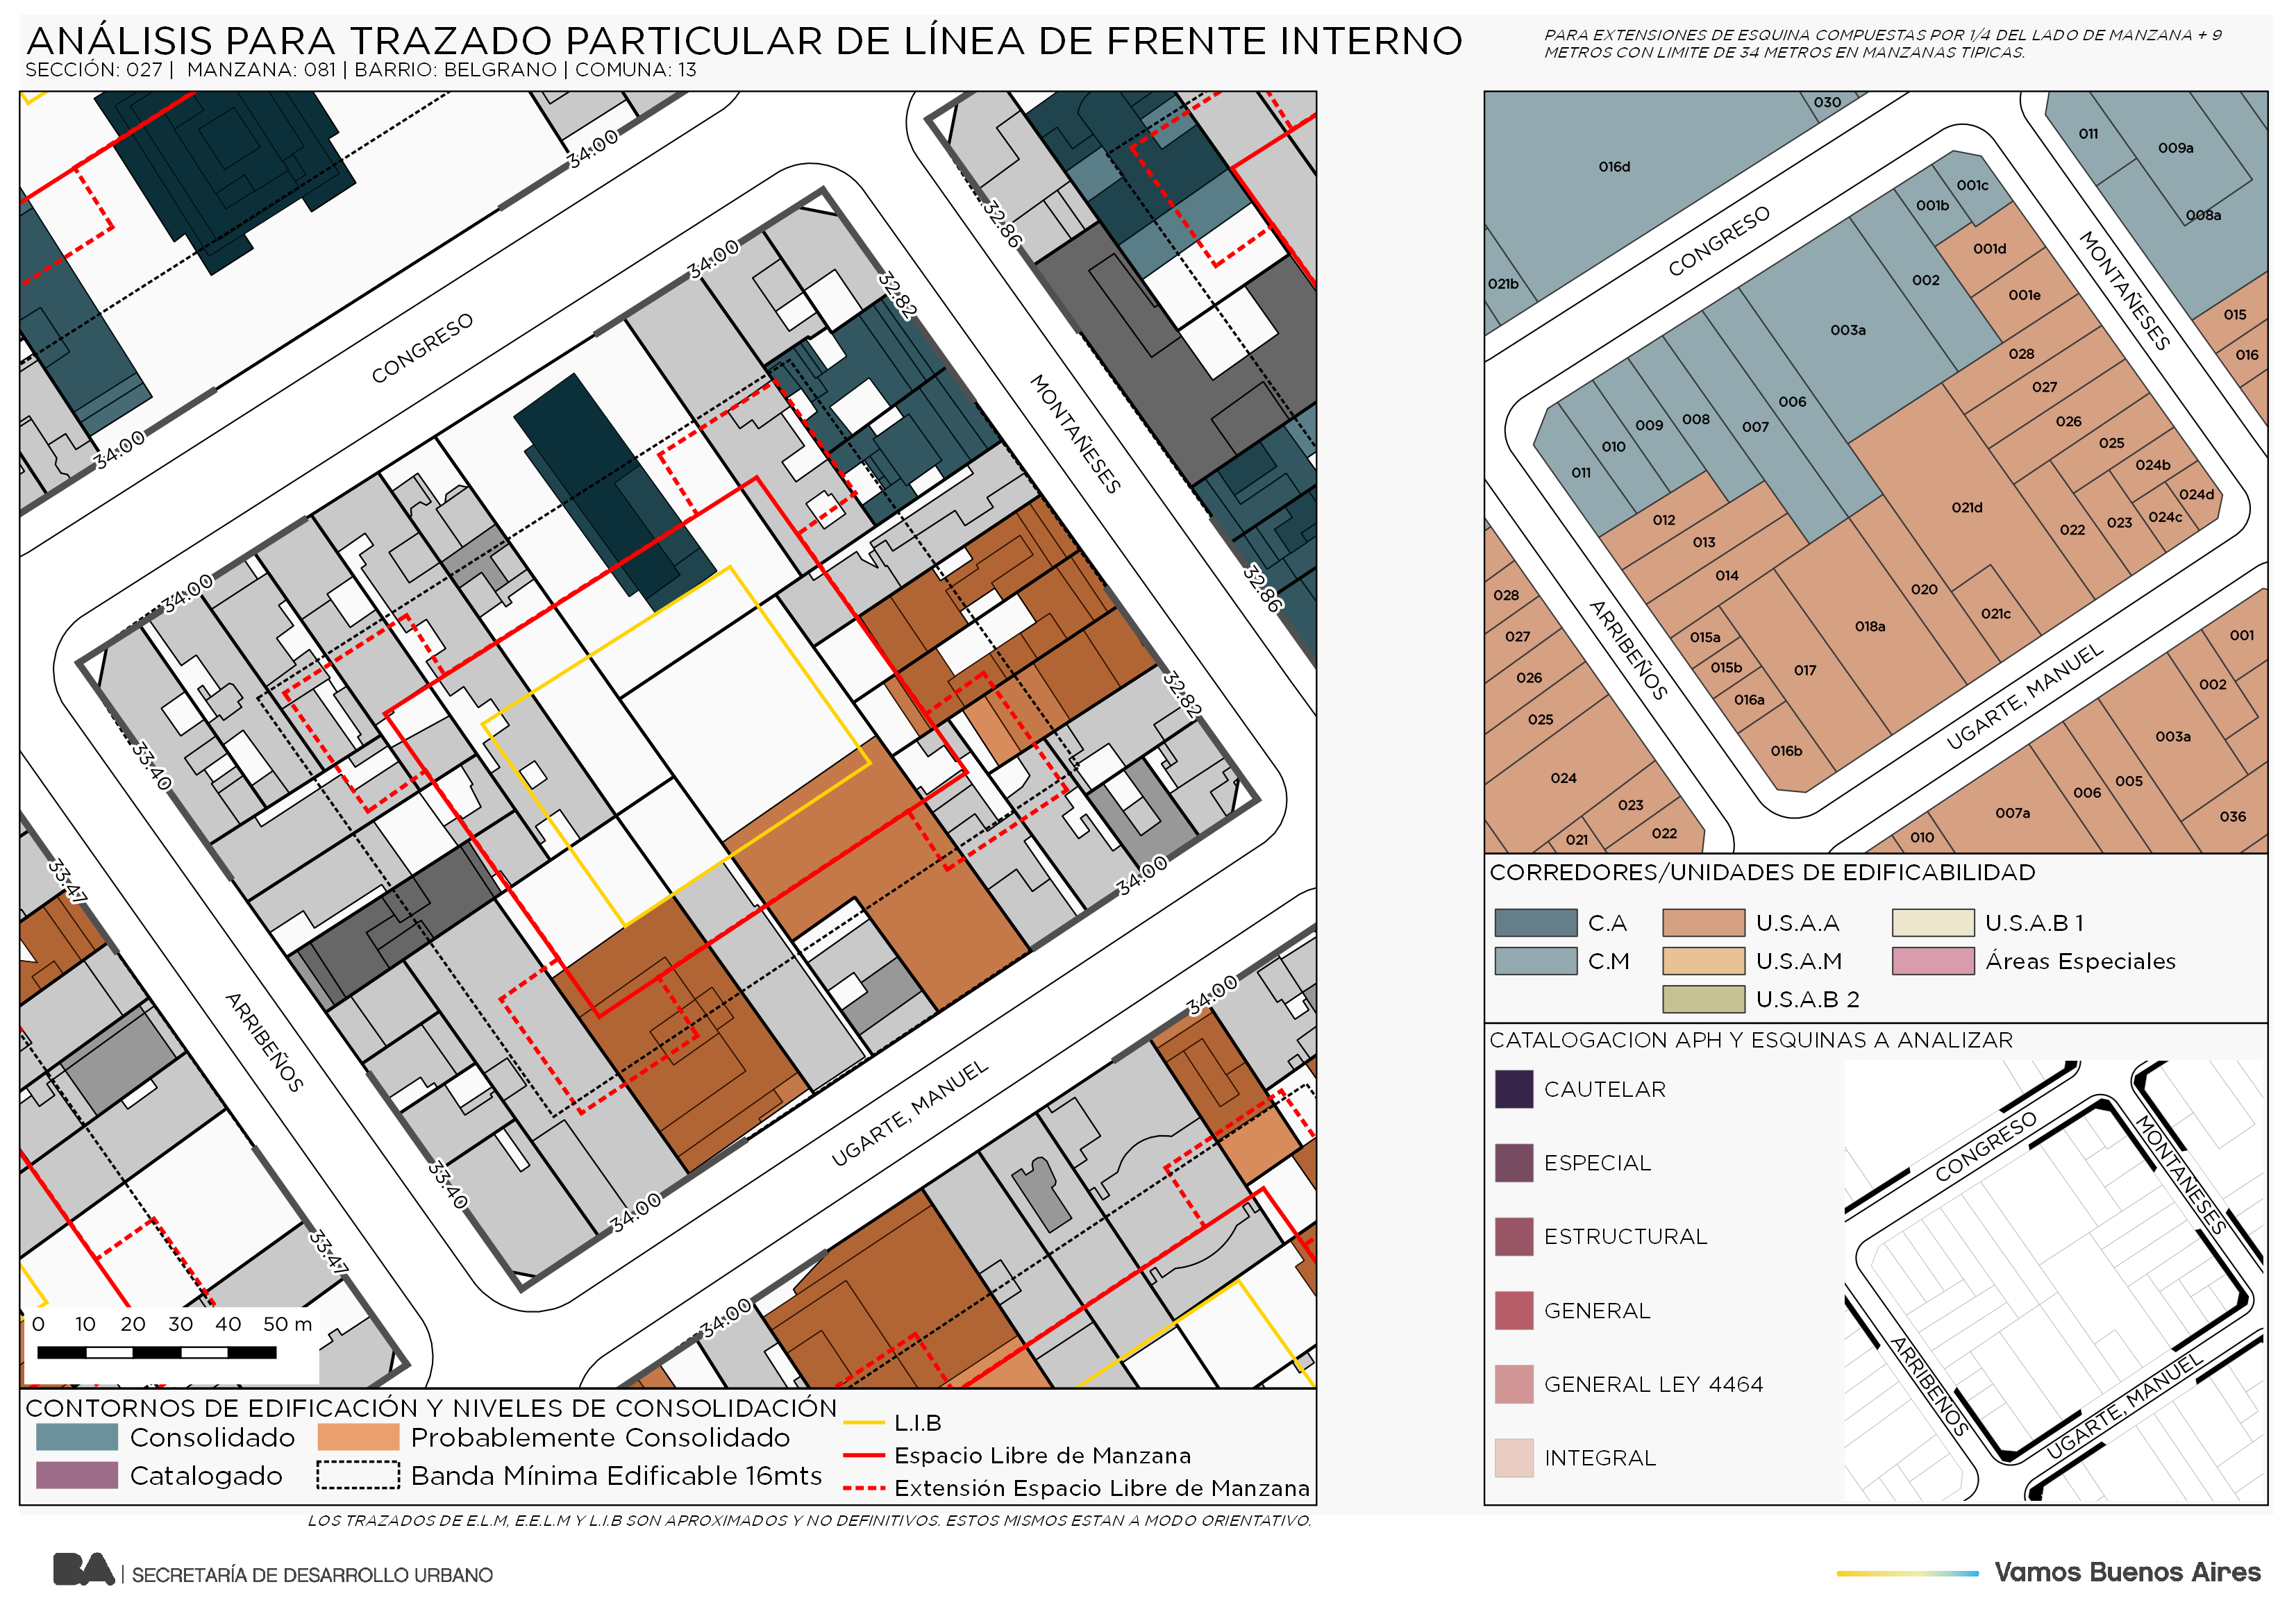 ANÁLISIS PARA TRAZADO PARTICULAR DE LÍNEA DE FRENTE INTERNO
SECCIÓN: 027 | MANZANA: 081 | BARRIO: BELGRANO | COMUNA: 13
PARA EXTENSIONES DE ESQUINA COMPUESTAS POR 1/4 DEL LADO DE MANZANA + 9
METROS CON LIMITE DE 34 METROS EN MANZANAS TIPICAS.
34.00
34.00
32.86
32.82
CONGRESO
MONTAÑESES
34.00
34.00
32.86
33.40
32.82
33.47
34.00
ARRIBEÑOS
34.00
UGARTE, MANUEL
33.40
34.00
33.47
34.00
0 10 20 30 40 50 m
CONTORNOS DE EDIFICACIÓN Y NIVELES DE CONSOLIDACIÓN
Consolidado
Probablemente Consolidado
Catalogado
Banda Mínima Edificable 16mts
L.I.B
Espacio Libre de Manzana
Extensión Espacio Libre de Manzana
LOS TRAZADOS DE E.L.M, E.E.L.M Y L.I.B SON APROXIMADOS Y NO DEFINITIVOS. ESTOS MISMOS ESTAN A MODO ORIENTATIVO.
030
011
009a
016d
001c
001b
008a
CONGRESO
001d
MONTAÑESES
021b
002
001e
015
003a
028
016
027
006
009
008
007
026
010
025
011
024b
024d
021d
012
024c
023
022
013
014
028
020
021c
ARRIBEÑOS
015a
018a
027
001
015b
017
026
016a
002
025
UGARTE, MANUEL
016b
003a
024
005
006
023
007a
036
022
021
010
CORREDORES/UNIDADES DE EDIFICABILIDAD
C.A
U.S.A.A
U.S.A.B 1
C.M
U.S.A.M
Áreas Especiales
U.S.A.B 2
CATALOGACION APH Y ESQUINAS A ANALIZAR
CAUTELAR
ESPECIAL
ESTRUCTURAL
GENERAL
GENERAL LEY 4464
INTEGRAL
CONGRESO
MONTAÑESES
ARRIBEÑOS
UGARTE, MANUEL
BA | SECRETARÍA DE DESARROLLO URBANO
Vamos Buenos Aires